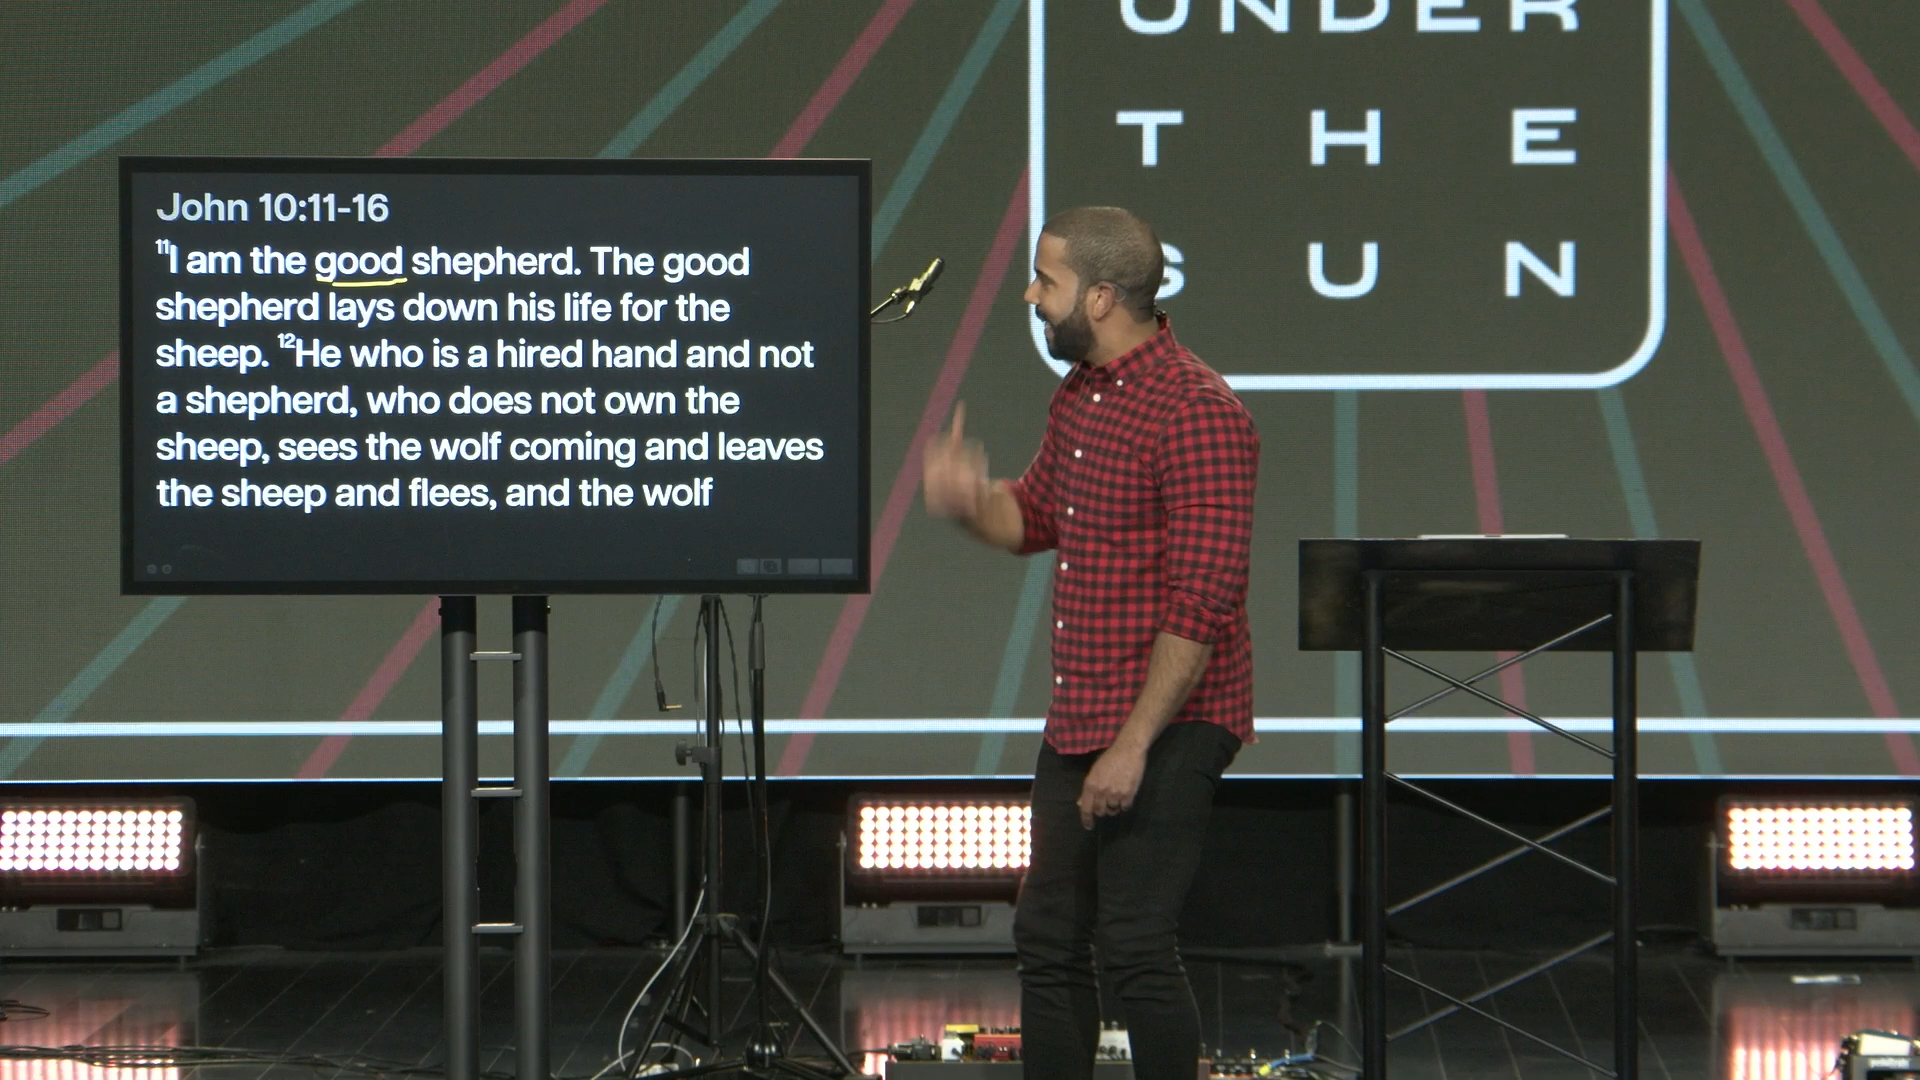 John 10:11-16
11I am the good shepherd. The good
shepherd lays down his life for the
sheep. 12He who is a hired hand and not
a shepherd, who does not own the
sheep, sees the wolf coming and leaves
the sheep and flees, and the wolf
UNDER
THE
SUN